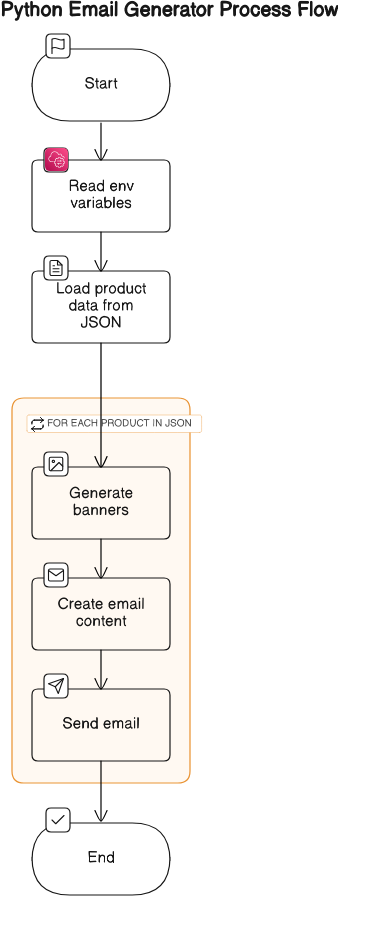 Python Email Generator Process Flow
Start
Read env
variables
Load product
data from
JSON
FOR EACH PRODUCT IN JSON
Generate
banners
Create email
content
Send email
End